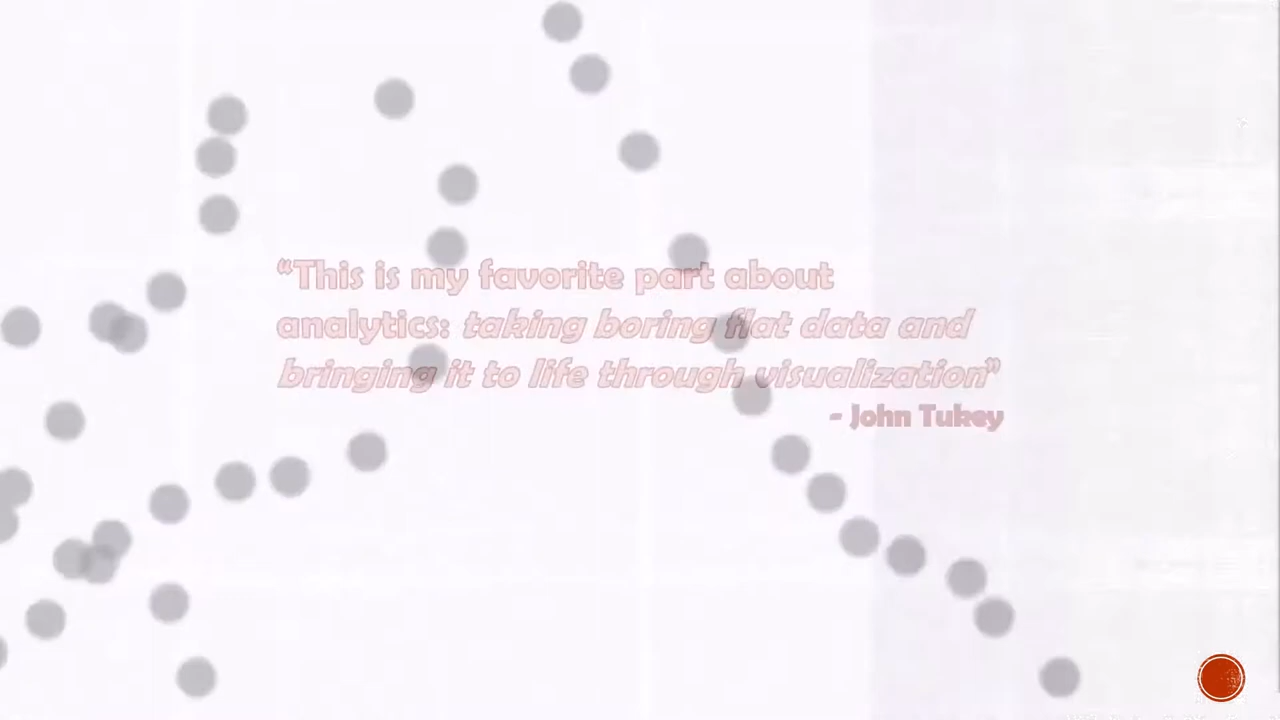 “This is my favorite part about
analytics: taking boring flat data and
bringing it to life through visualization”
- John Tukey